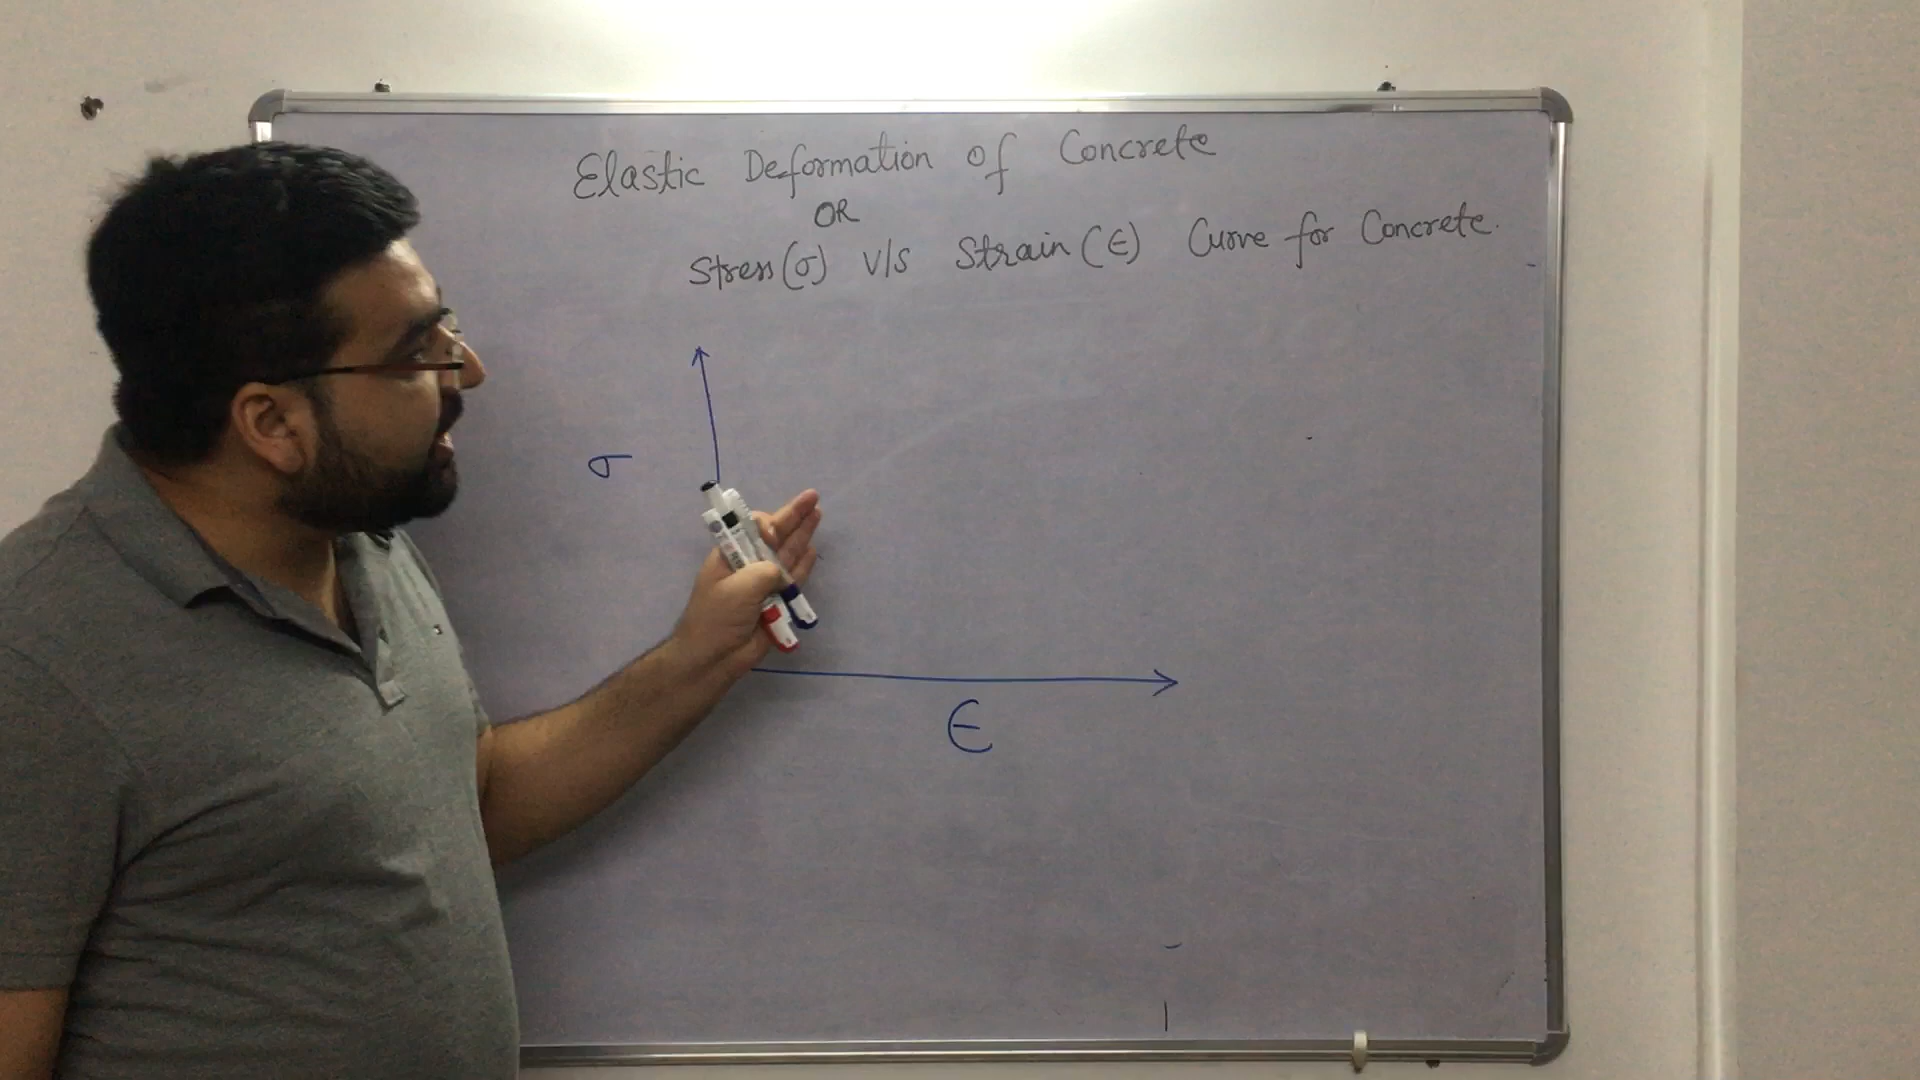 Elastic Deformation of Concrete
OR
Stress (σ) V/s Strain (ϵ) Curve for Concrete.
σ
ϵ